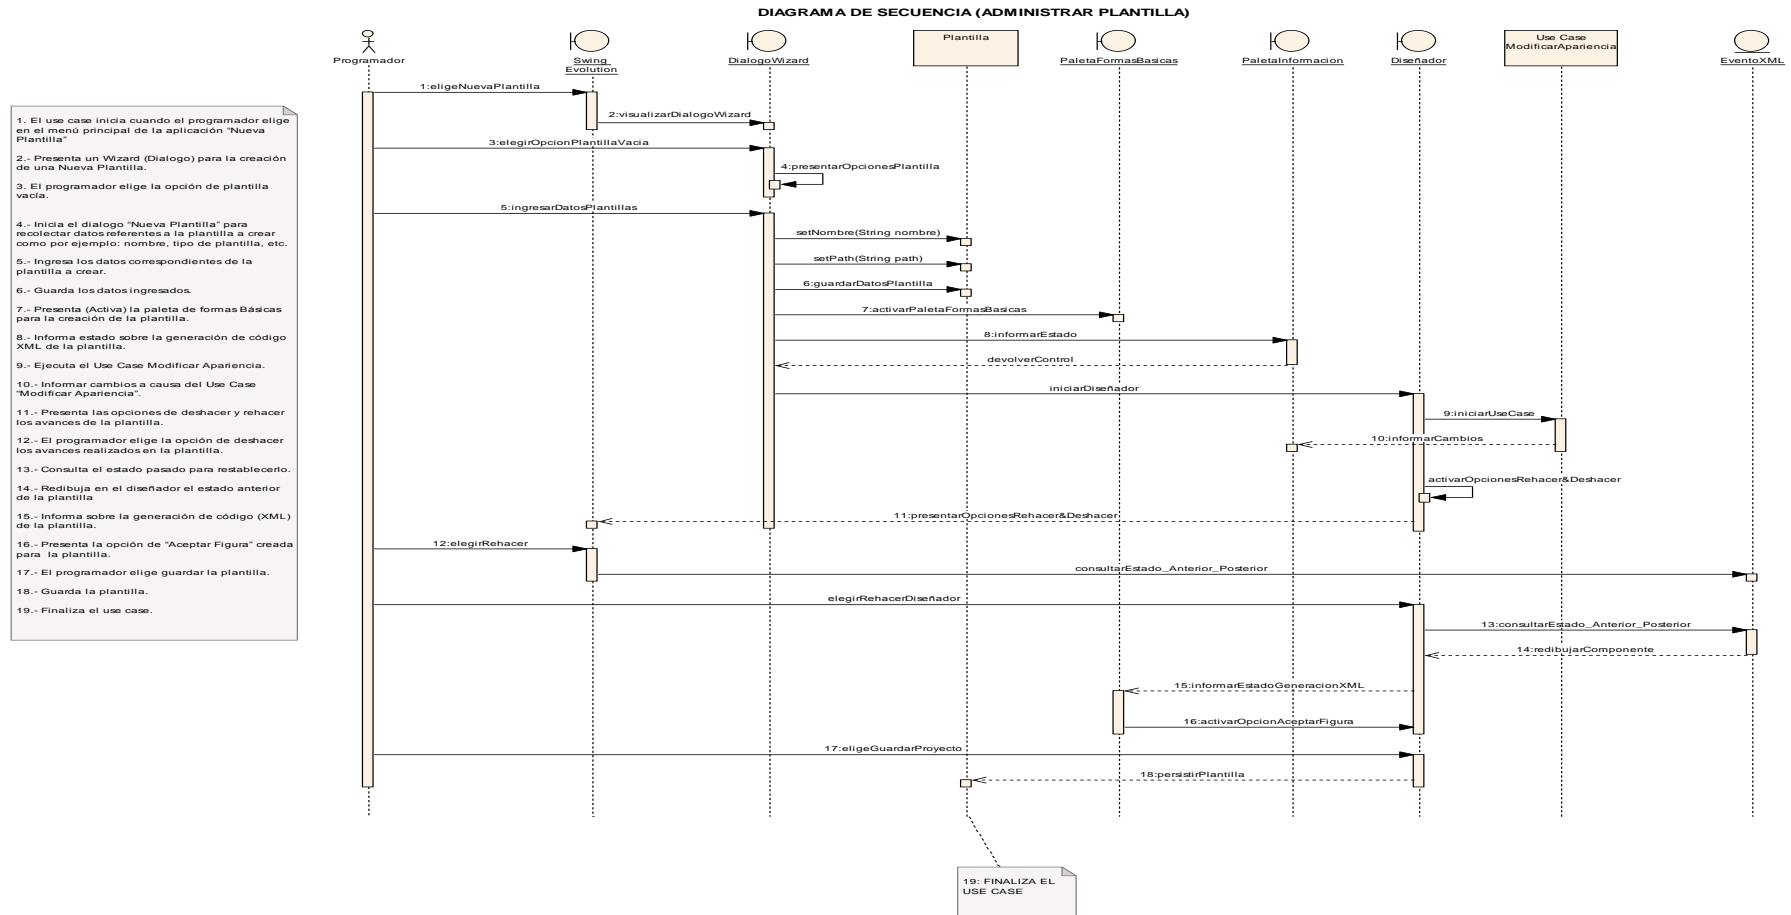 DIAGRAMA DE SECUENCIA (ADMINISTRAR PLANTILLA)
Programador
Swing
Evolution
DialogoWizard
Plantilla
PaletaFormasBasicas
PaletaInformacion
Diseñador
Use Case
ModificarApariencia
EventoXML
1. El use case inicia cuando el programador elige
en el menú principal de la aplicación "Nueva
Plantilla"
2.- Presenta un Wizard (Dialogo) para la creación
de una Nueva Plantilla.
3. El programador elige la opción de plantilla
vacía.
4.- Inicia el dialogo "Nueva Plantilla" para
recolectar datos referentes a la plantilla a crear
como por ejemplo: nombre, tipo de plantilla, etc.
5.- Ingresa los datos correspondientes de la
plantilla a crear.
6.- Guarda los datos ingresados.
7.- Presenta (Activa) la paleta de formas Básicas
para la creación de la plantilla.
8.- Informa estado sobre la generación de código
XML de la plantilla.
9.- Ejecuta el Use Case Modificar Apariencia.
10.- Informar cambios a causa del Use Case
"Modificar Apariencia".
11.- Presenta las opciones de deshacer y rehacer
los avances de la plantilla.
12.- El programador elige la opción de deshacer
los avances realizados en la plantilla.
13.- Consulta el estado pasado para restablecerlo.
14.- Redibuja en el diseñador el estado anterior
de la plantilla
15.- Informa sobre la generación de código (XML)
de la plantilla.
16.- Presenta la opción de "Aceptar Figura" creada
para la plantilla.
17.- El programador elige guardar la plantilla.
18.- Guarda la plantilla.
19.- Finaliza el use case.
1:eligeNuevaPlantilla
2:visualizarDialogoWizard
3:elegirOpcionPlantillaVacia
4:presentarOpcionesPlantilla
5:ingresarDatosPlantillas
setNombre(String nombre)
setPath(String path)
6:guardarDatosPlantilla
7:activarPaletaFormasBasicas
8:informarEstado
devolverControl
iniciarDiseñador
9:iniciarUseCase
10:informarCambios
activarOpcionesRehacer&Deshacer
11:presentarOpcionesRehacer&Deshacer
12:elegirRehacer
consultarEstado_Anterior_Posterior
elegirRehacerDiseñador
13:consultarEstado_Anterior_Posterior
14:redibujarComponente
15:informarEstadoGeneracionXML
16:activarOpcionAceptarFigura
17:eligeGuardarProyecto
18:persistirPlantilla
19: FINALIZA EL
USE CASE